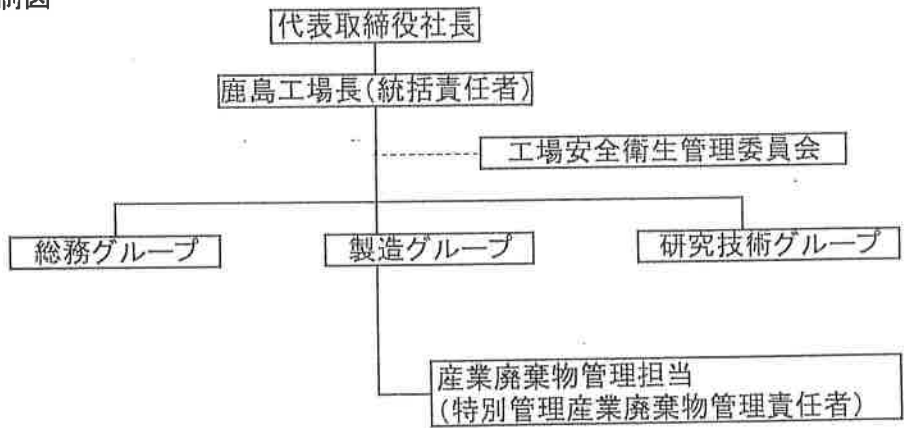 代表取締役社長
鹿島工場長(統括責任者)
工場安全衛生管理委員会
総務グループ
製造グループ
研究技術グループ
産業廃棄物管理担当
(特別管理産業廃棄物管理責任者)